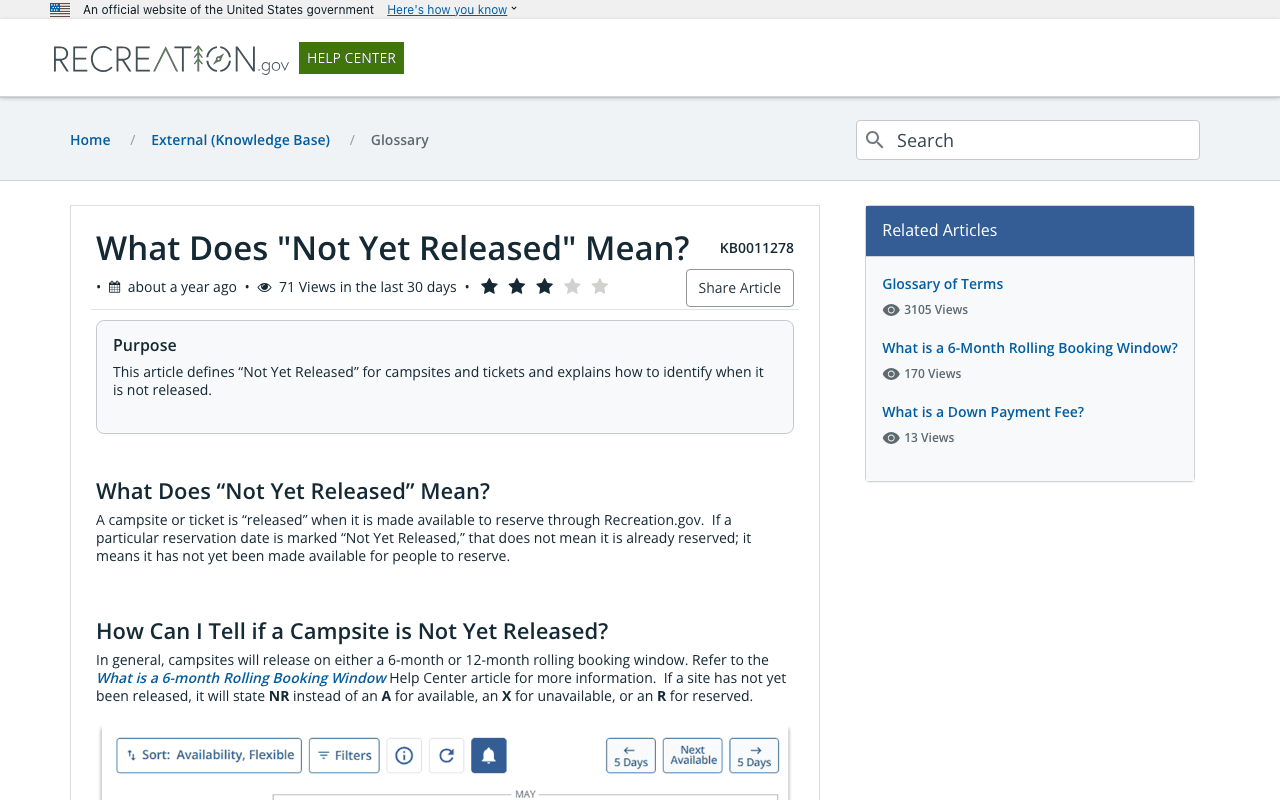 An official website of the United States government Here's how you know
RECREATION.gov HELP CENTER
Home / External (Knowledge Base) / Glossary
Search
What Does "Not Yet Released" Mean? KB0011278
• about a year ago • 71 Views in the last 30 days •
Share Article
Purpose
This article defines “Not Yet Released” for campsites and tickets and explains how to identify when it
is not released.
What Does “Not Yet Released” Mean?
A campsite or ticket is “released” when it is made available to reserve through Recreation.gov.  If a
particular reservation date is marked “Not Yet Released,” that does not mean it is already reserved; it
means it has not yet been made available for people to reserve.
How Can I Tell if a Campsite is Not Yet Released?
In general, campsites will release on either a 6-month or 12-month rolling booking window. Refer to the
What is a 6-month Rolling Booking Window Help Center article for more information.  If a site has not yet
been released, it will state NR instead of an A for available, an X for unavailable, or an R for reserved.
Sort: Availability, Flexible
Filters
5 Days
Next
Available
5 Days
MAY
Related Articles
Glossary of Terms
3105 Views
What is a 6-Month Rolling Booking Window?
170 Views
What is a Down Payment Fee?
13 Views